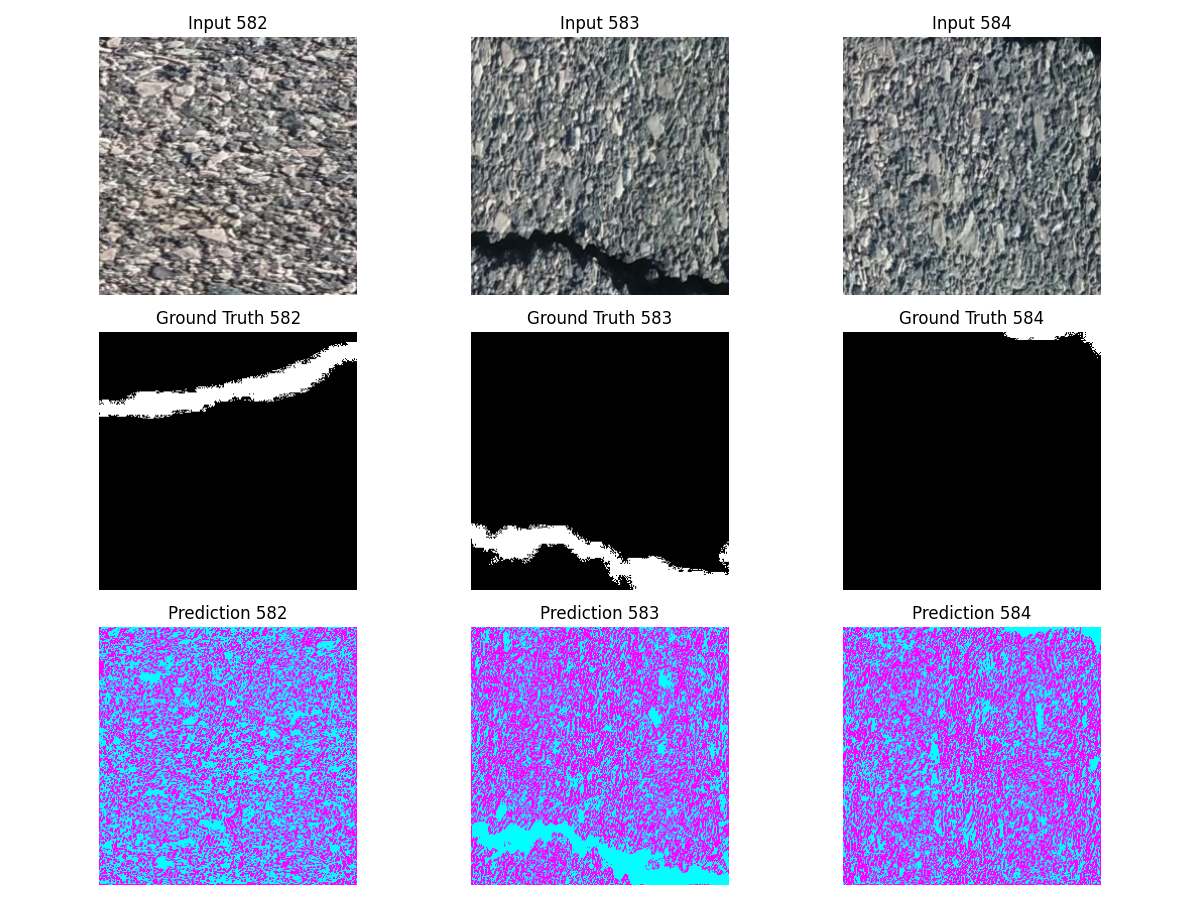 Input 582
Input 583
Input 584
Ground Truth 582
Ground Truth 583
Ground Truth 584
Prediction 582
Prediction 583
Prediction 584